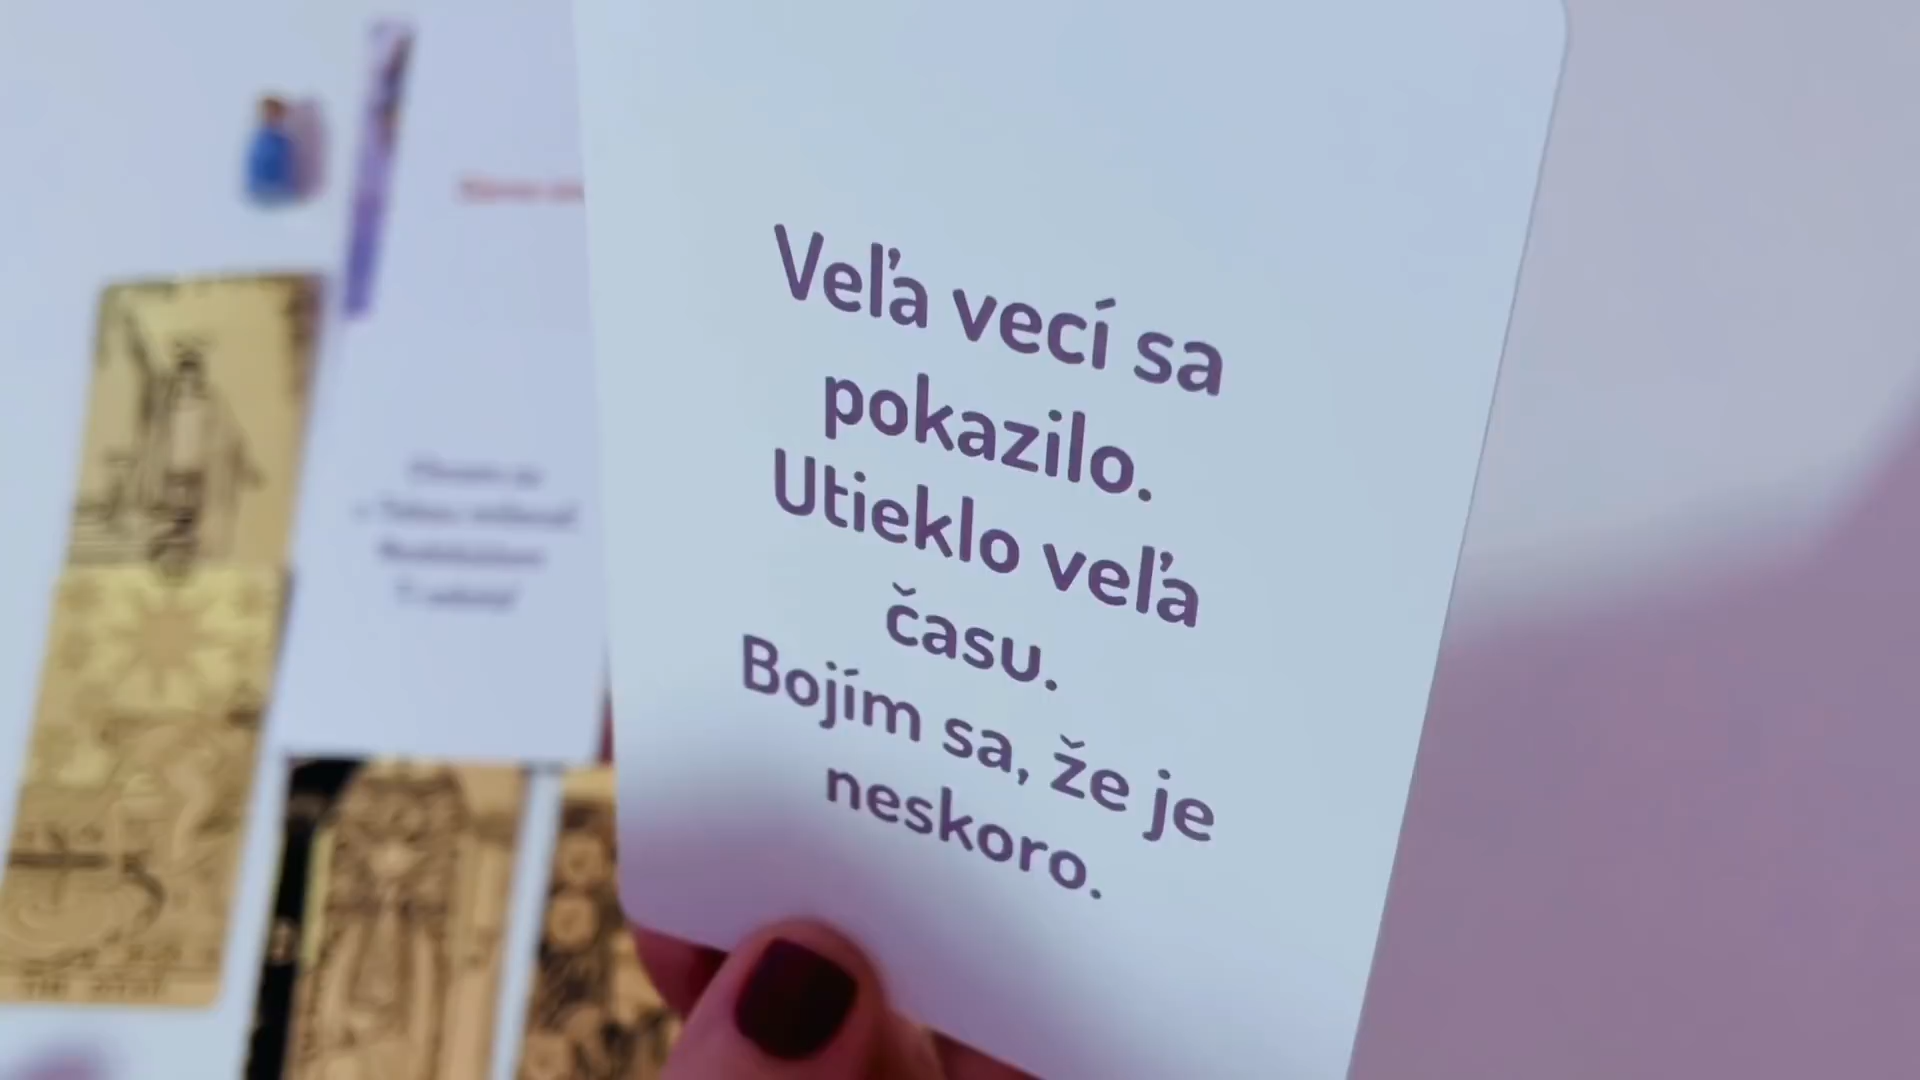 Veľa vecí sa
pokazilo.
Utieklo veľa
času.
Bojím sa, že je
neskoro.